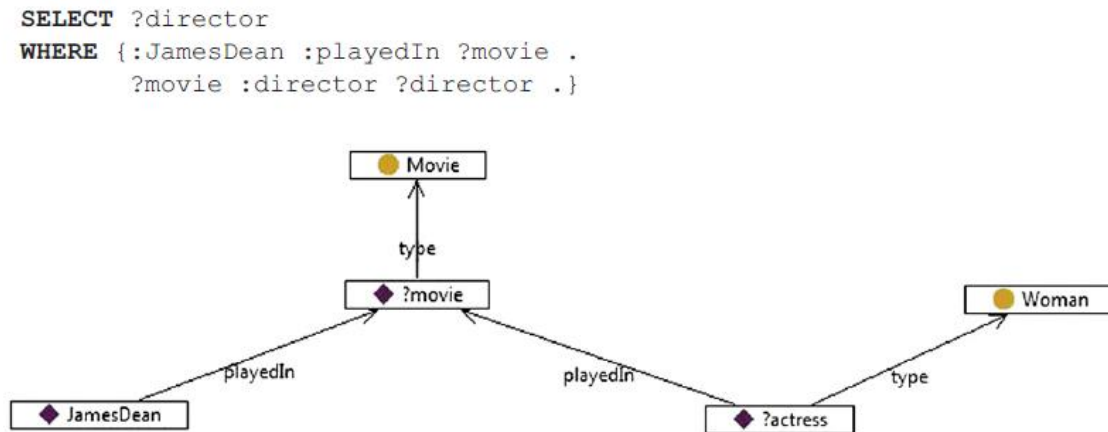 SELECT ?director
WHERE {:JamesDean :playedIn ?movie .
?movie :director ?director .}
Movie
type
?movie
Woman
playedIn
playedIn
type
JamesDean
?actress